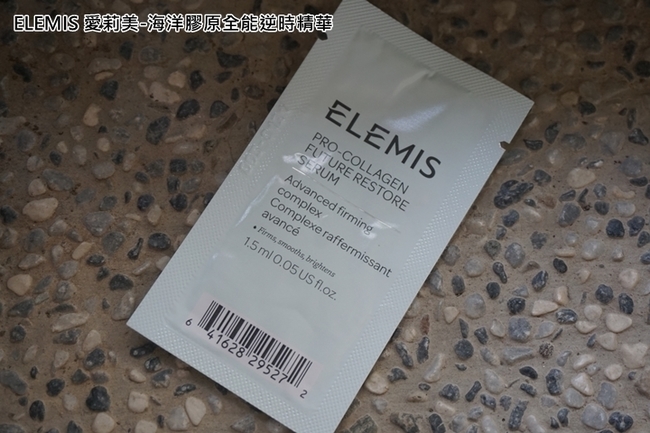 ELEMIS 愛莉美-海洋膠原全能逆時精華
ELEMIS
PRO-COLLAGEN
FUTURE RESTORE
SERUM
Advanced firming
complex
Complexe raffermissant
avancé
• Firms, smooths, brightens
1.5 ml 0.05 US fl.oz.
6 41628 29527 2